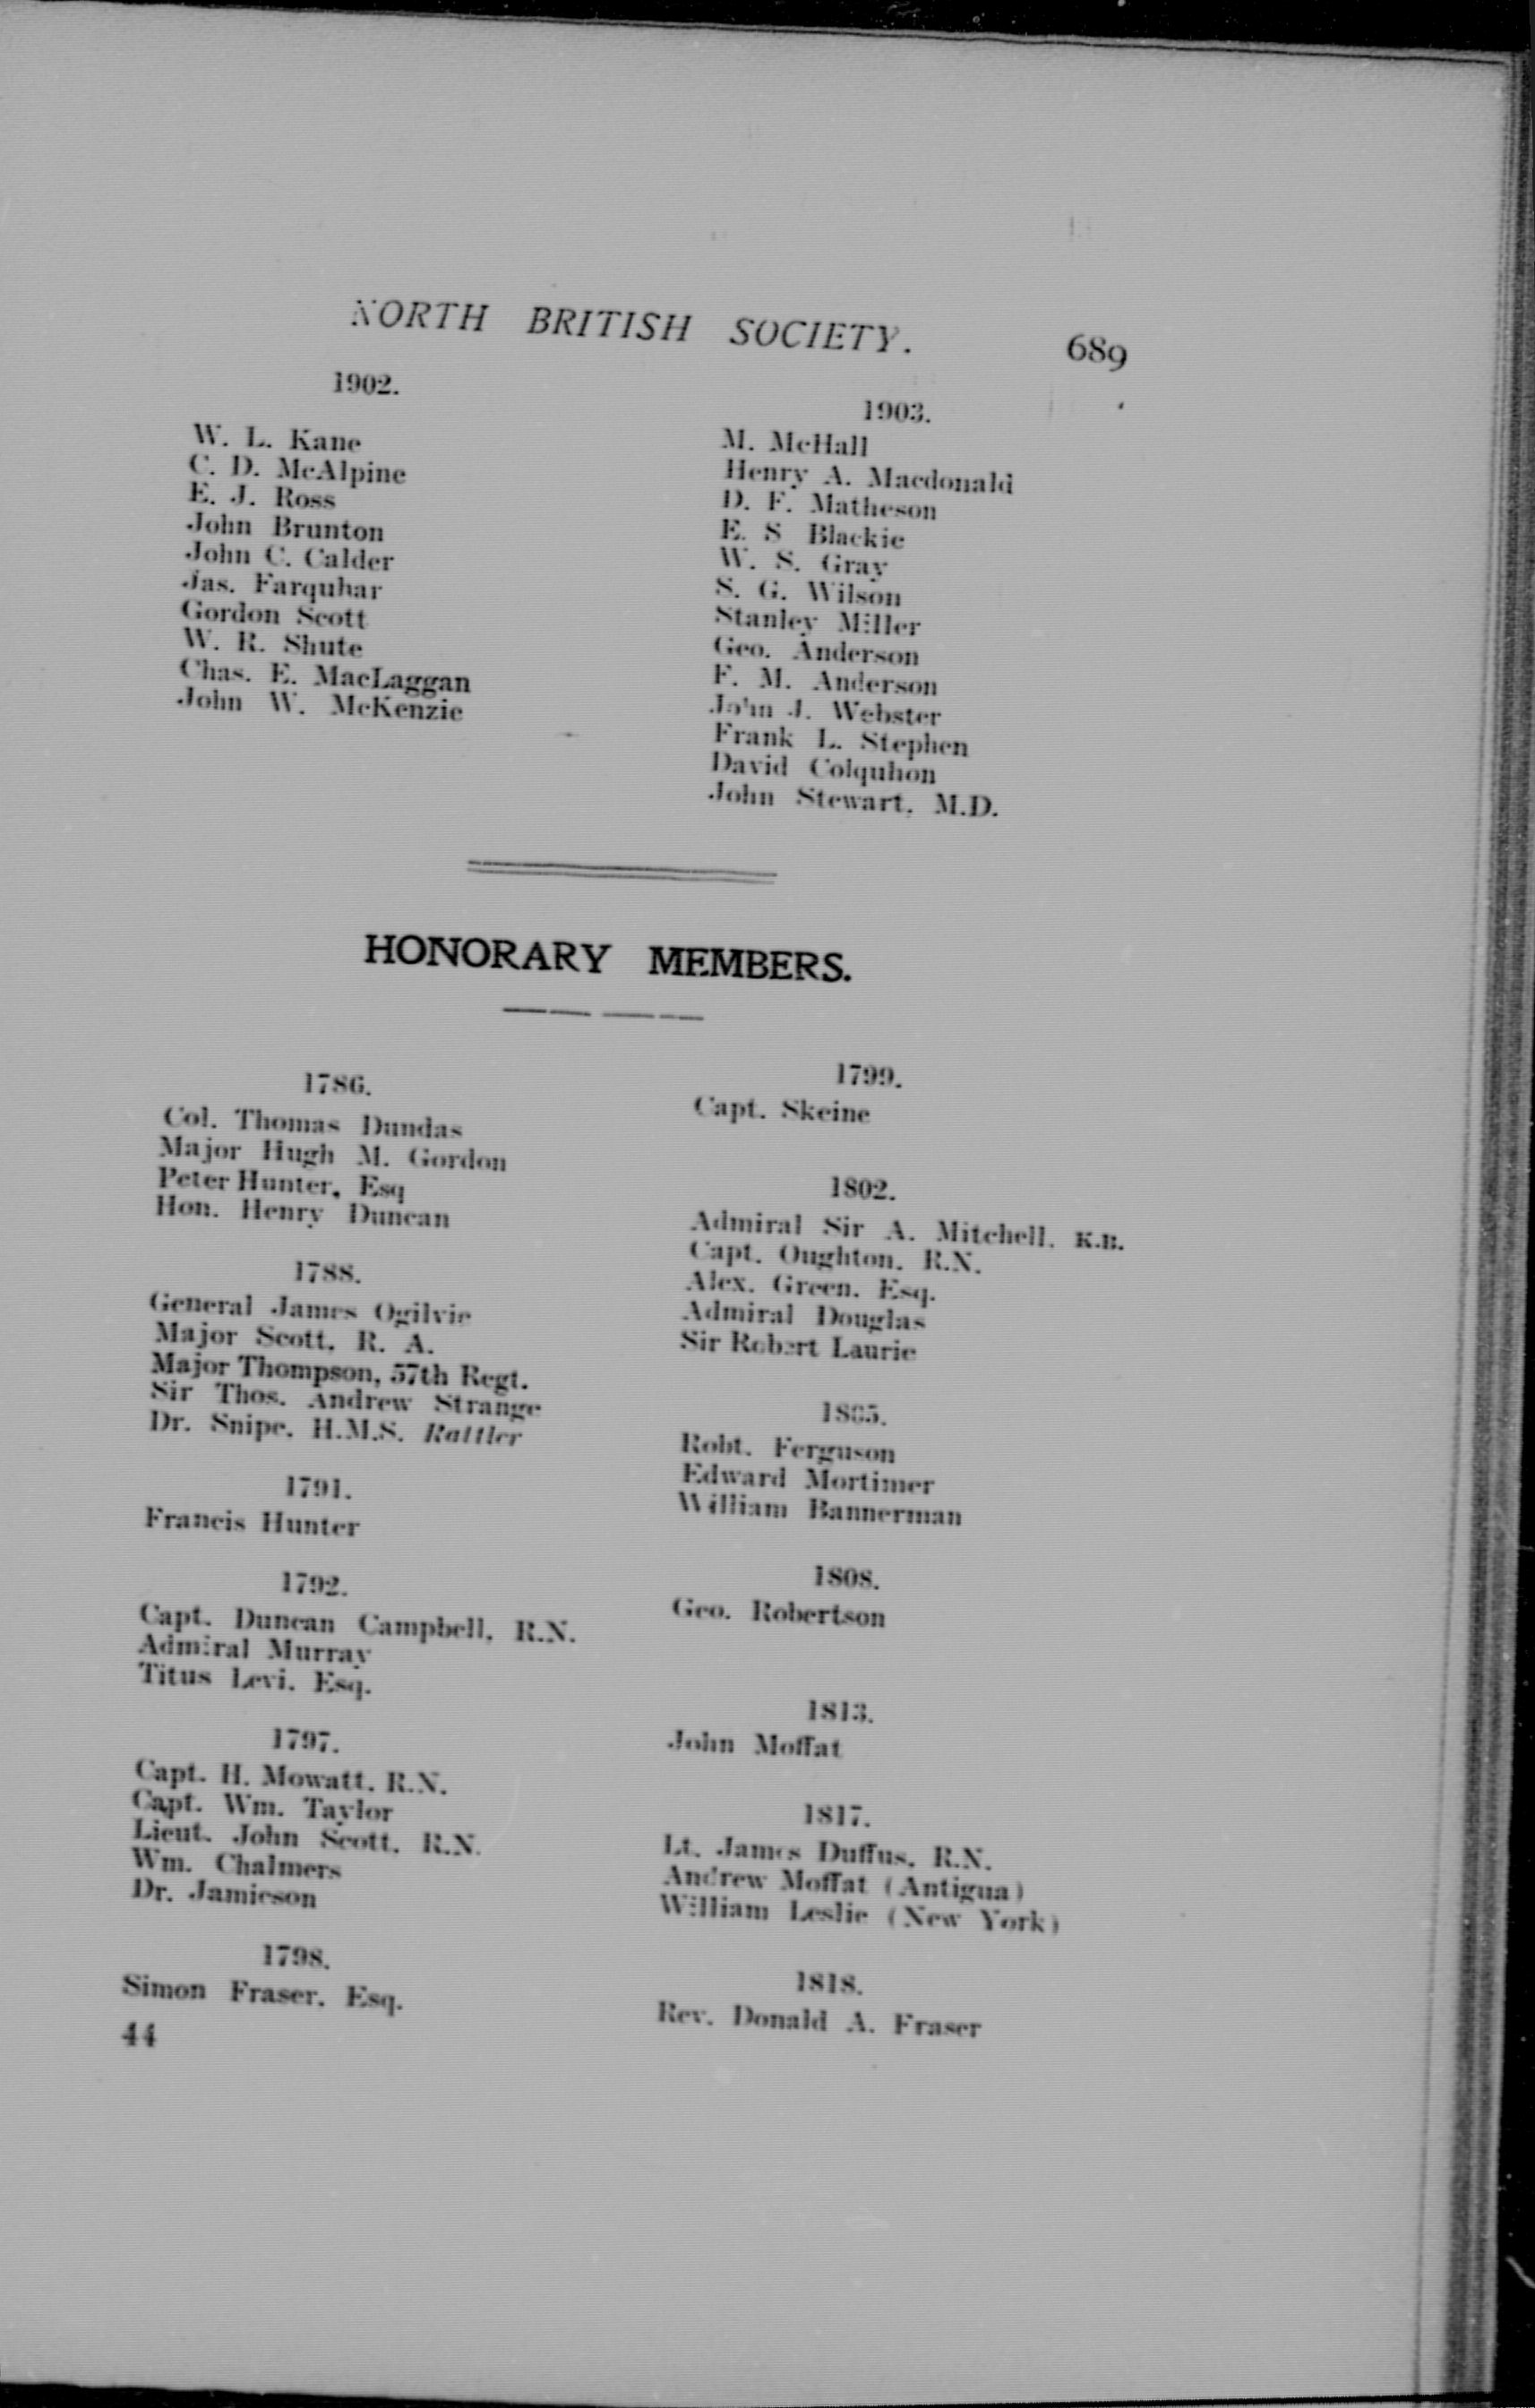 NORTH BRITISH SOCIETY. 689
1902.
W. L. Kane
C. D. McAlpine
E. J. Ross
John Brunton
John C. Calder
Jas. Farquhar
Gordon Scott
W. R. Shute
Chas. E. MacLaggan
John W. McKenzie
1903.
M. McHall
Henry A. Macdonald
D. F. Matheson
E. S Blackie
W. S. Gray
S. G. Wilson
Stanley Miller
Geo. Anderson
F. M. Anderson
John J. Webster
Frank L. Stephen
David Colquhon
John Stewart, M.D.
HONORARY MEMBERS.
1786.
Col. Thomas Dundas
Major Hugh M. Gordon
Peter Hunter, Esq
Hon. Henry Duncan
1788.
General James Ogilvie
Major Scott, R. A.
Major Thompson, 57th Regt.
Sir Thos. Andrew Strange
Dr. Snipe, H.M.S. Rattler
1791.
Francis Hunter
1792.
Capt. Duncan Campbell, R.N.
Admiral Murray
Titus Levi, Esq.
1797.
Capt. H. Mowatt, R.N.
Capt. Wm. Taylor
Lieut. John Scott, R.N.
Wm. Chalmers
Dr. Jamieson
1798.
Simon Fraser, Esq.
44
1799.
Capt. Skeine
1802.
Admiral Sir A. Mitchell, K.B.
Capt. Oughton, R.N.
Alex. Green, Esq.
Admiral Douglas
Sir Robert Laurie
1805.
Robt. Ferguson
Edward Mortimer
William Bannerman
1808.
Geo. Robertson
1813.
John Moffat
1817.
Lt. James Duffus, R.N.
Andrew Moffat (Antigua)
William Leslie (New York)
1818.
Rev. Donald A. Fraser